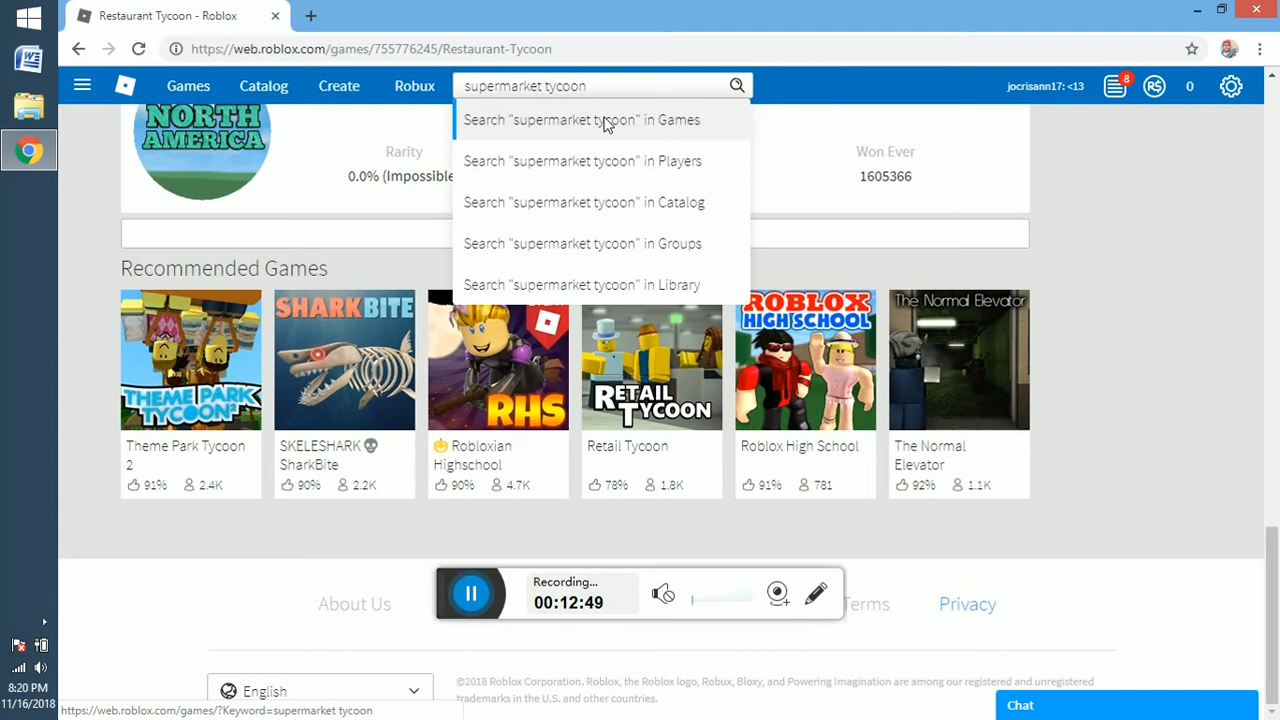 Restaurant Tycoon - Roblox
https://web.roblox.com/games/755776245/Restaurant-Tycoon
Games Catalog Create Robux supermarket tycoon jocrisann17: <13 8 R$ 0
Search "supermarket tycoon" in Games
Search "supermarket tycoon" in Players
Search "supermarket tycoon" in Catalog
Search "supermarket tycoon" in Groups
Search "supermarket tycoon" in Library
NORTH
AMERICA
Rarity
0.0% (Impossible
Won Ever
1605366
Recommended Games
THEME PARK
TYCOON 2
SHARKBITE
RHS
RETAIL
TYCOON
ROBLOX
HIGH SCHOOL
The Normal Elevator
Theme Park Tycoon
2
91% 2.4K
SKELESHARK 💀
SharkBite
90% 2.2K
🎃 Robloxian
Highschool
90% 4.7K
Retail Tycoon
78% 1.8K
Roblox High School
91% 781
The Normal
Elevator
92% 1.1K
Recording...
00:12:49
About Us Terms Privacy
English
©2018 Roblox Corporation. Roblox, the Roblox logo, Robux, Bloxy, and Powering Imagination are among our registered and unregistered
trademarks in the U.S. and other countries.
Chat
8:20 PM
11/16/2018
https://web.roblox.com/games/?Keyword=supermarket tycoon